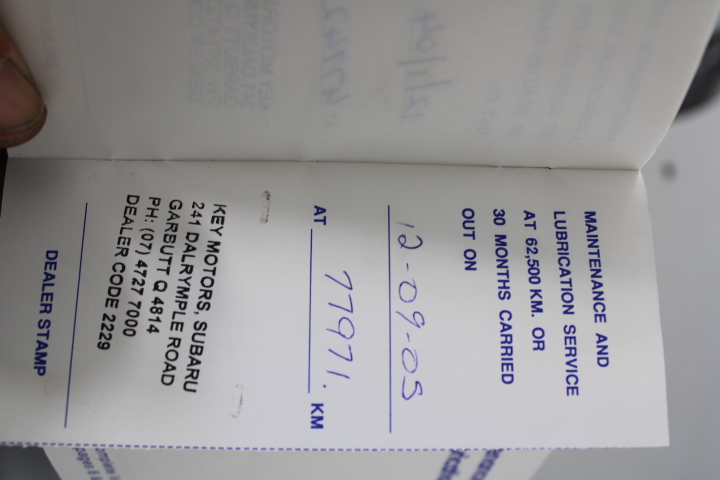 MAINTENANCE AND
LUBRICATION SERVICE
AT 62,500 KM. OR
30 MONTHS CARRIED
OUT ON
12-09-05
AT 77971. KM
KEY MOTORS, SUBARU
241 DALRYMPLE ROAD
GARBUTT Q 4814
PH: (07) 4727 7000
DEALER CODE 2229
DEALER STAMP